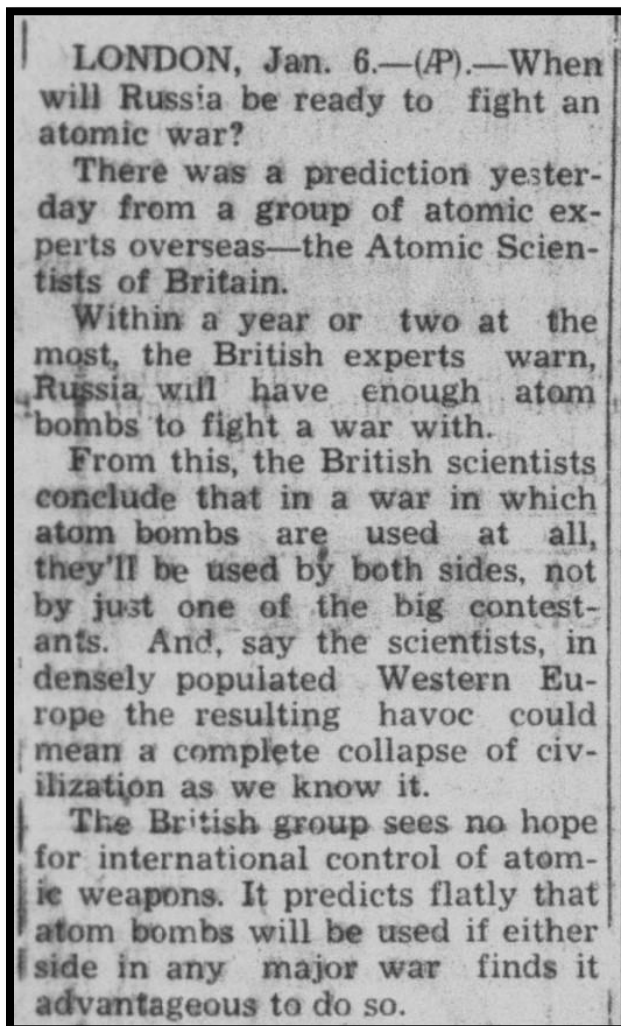 LONDON, Jan. 6.—(AP).—When
will Russia be ready to fight an
atomic war?
There was a prediction yester-
day from a group of atomic ex-
perts overseas—the Atomic Scien-
tists of Britain.
Within a year or two at the
most, the British experts warn,
Russia will have enough atom
bombs to fight a war with.
From this, the British scientists
conclude that in a war in which
atom bombs are used at all,
they'll be used by both sides, not
by just one of the big contest-
ants. And, say the scientists, in
densely populated Western Eu-
rope the resulting havoc could
mean a complete collapse of civ-
ilization as we know it.
The British group sees no hope
for international control of atom-
ic weapons. It predicts flatly that
atom bombs will be used if either
side in any major war finds it
advantageous to do so.